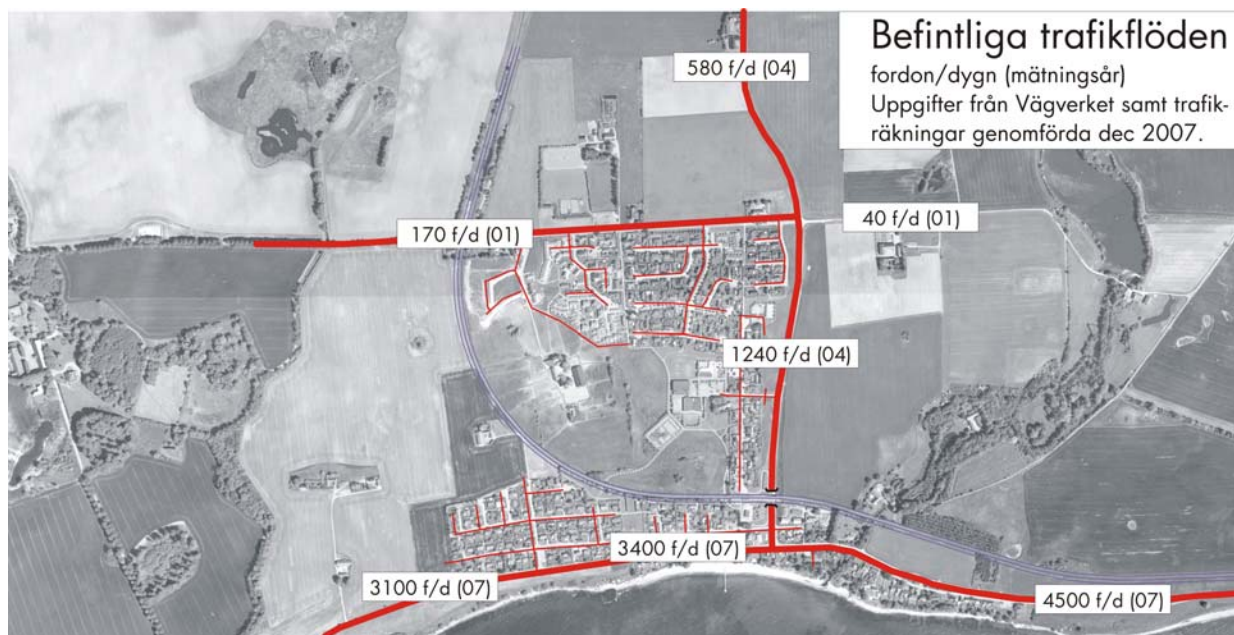 Befintliga trafikflöden
fordon/dygn (mätningsår)
Uppgifter från Vägverket samt trafik-
räkningar genomförda dec 2007.
580 f/d (04)
170 f/d (01)
40 f/d (01)
1240 f/d (04)
3400 f/d (07)
3100 f/d (07)
4500 f/d (07)